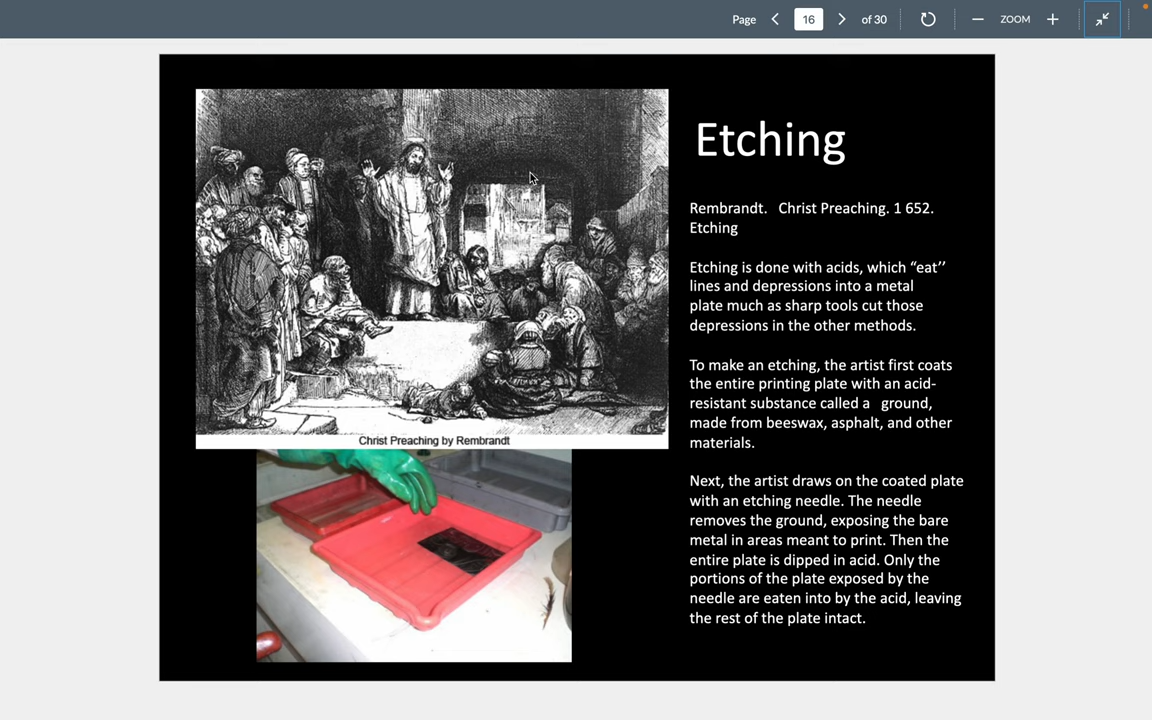 Page 16 of 30 ZOOM
Etching
Rembrandt. Christ Preaching. 1 652.
Etching
Etching is done with acids, which “eat’’
lines and depressions into a metal
plate much as sharp tools cut those
depressions in the other methods.
To make an etching, the artist first coats
the entire printing plate with an acid-
resistant substance called a ground,
made from beeswax, asphalt, and other
materials.
Next, the artist draws on the coated plate
with an etching needle. The needle
removes the ground, exposing the bare
metal in areas meant to print. Then the
entire plate is dipped in acid. Only the
portions of the plate exposed by the
needle are eaten into by the acid, leaving
the rest of the plate intact.
Christ Preaching by Rembrandt